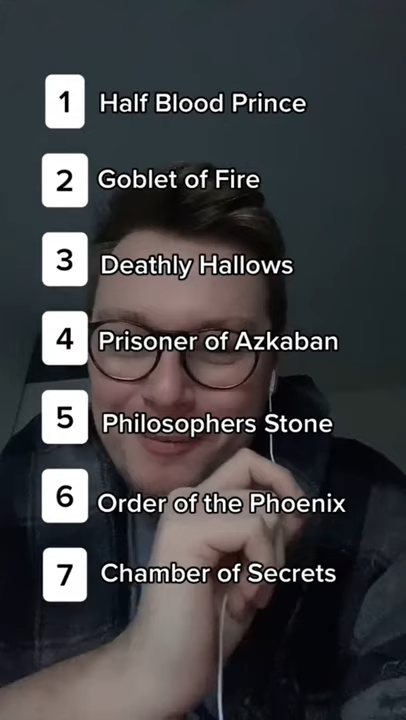 1 Half Blood Prince
2 Goblet of Fire
3 Deathly Hallows
4 Prisoner of Azkaban
5 Philosophers Stone
6 Order of the Phoenix
7 Chamber of Secrets